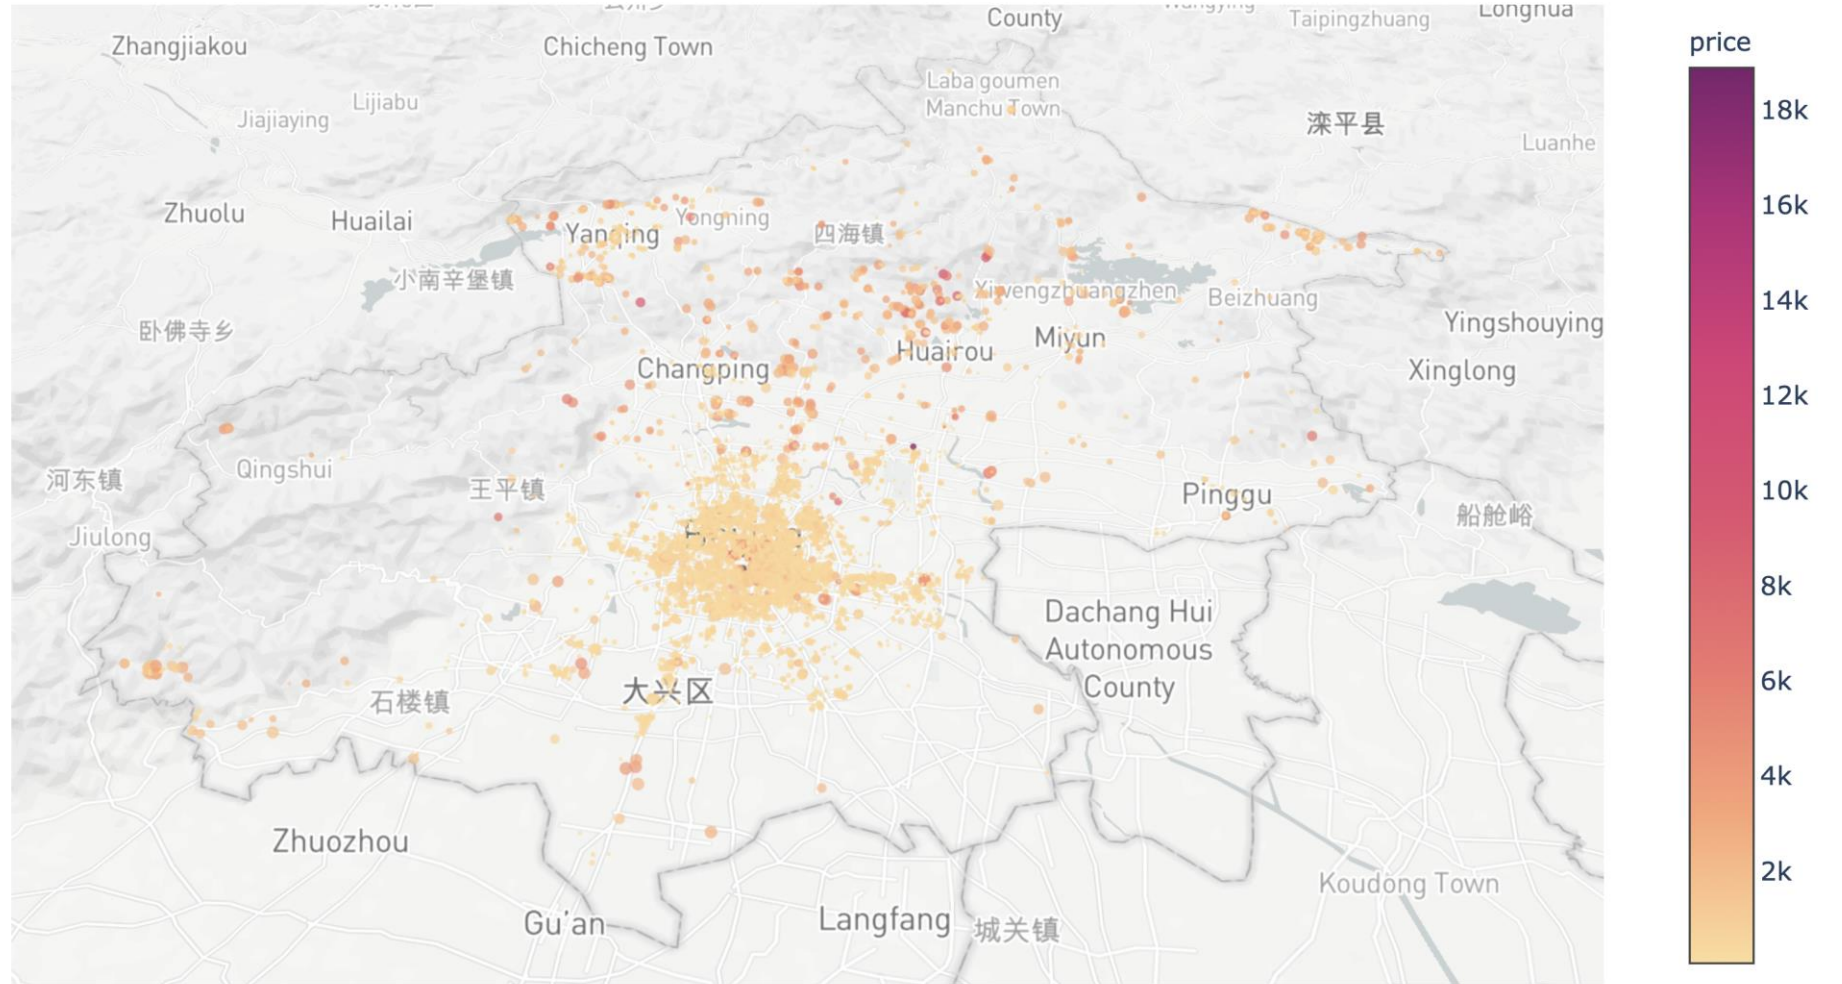 County
Wangying
Longhua
Taipingzhuang
Zhangjiakou
Chicheng Town
Laba goumen
Manchu Town
Lijiabu
Jiajiaying
滦平县
Luanhe
Zhuolu
Huailai
Yongning
Yanqing
四海镇
小南辛堡镇
Xiwengzhuangzhen
Beizhuang
卧佛寺乡
Yingshouying
Miyun
Huairou
Changping
Xinglong
Qingshui
河东镇
王平镇
Pinggu
船舱峪
Jiulong
Dachang Hui
Autonomous
County
大兴区
石楼镇
Zhuozhou
Koudong Town
Gu'an
Langfang
城关镇
price
18k
16k
14k
12k
10k
8k
6k
4k
2k